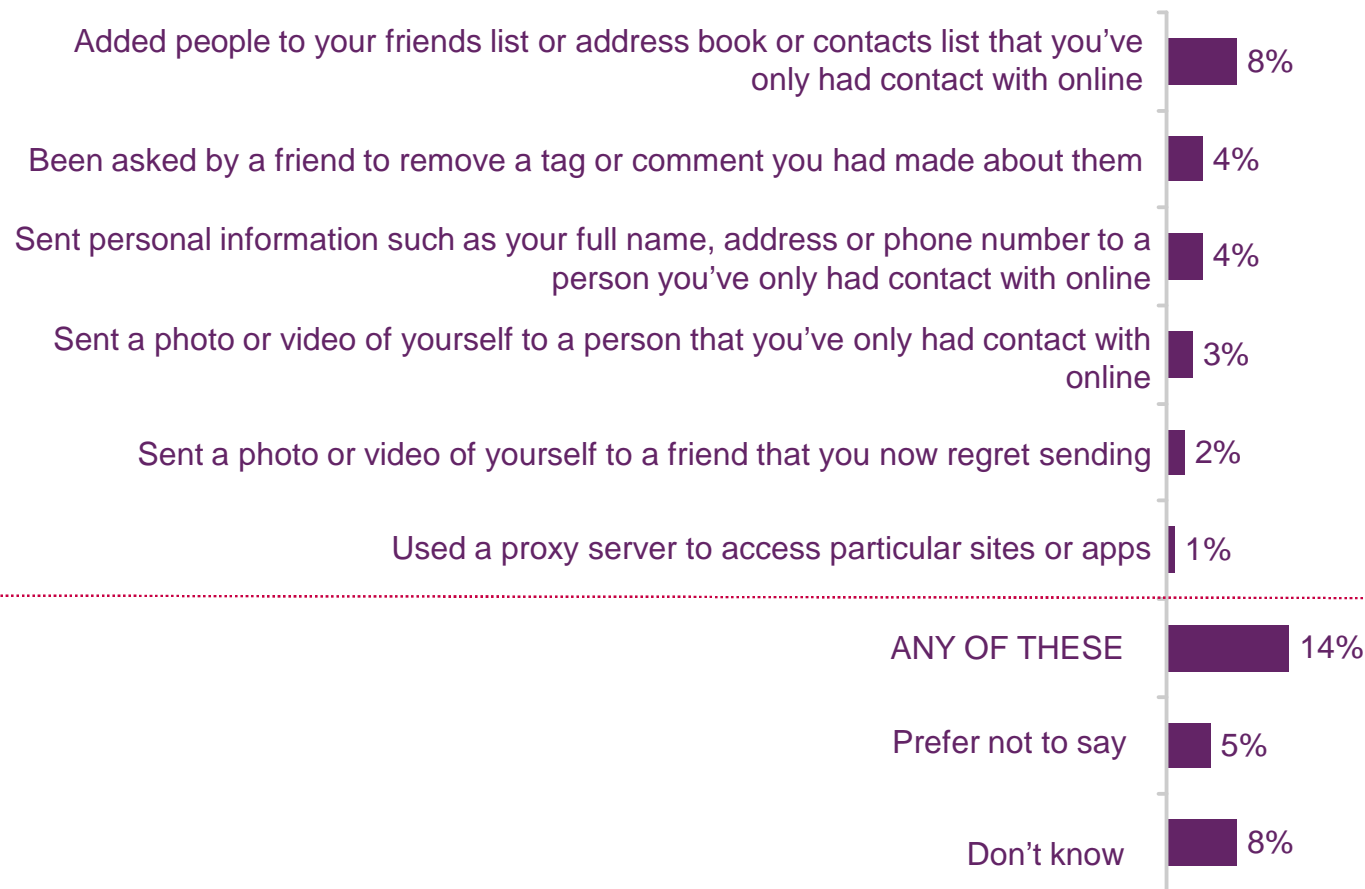 Added people to your friends list or address book or contacts list that you’ve
only had contact with online
8%
Been asked by a friend to remove a tag or comment you had made about them
4%
Sent personal information such as your full name, address or phone number to a
person you’ve only had contact with online
4%
Sent a photo or video of yourself to a person that you’ve only had contact with
online
3%
Sent a photo or video of yourself to a friend that you now regret sending
2%
Used a proxy server to access particular sites or apps
1%
ANY OF THESE
14%
Prefer not to say
5%
Don’t know
8%